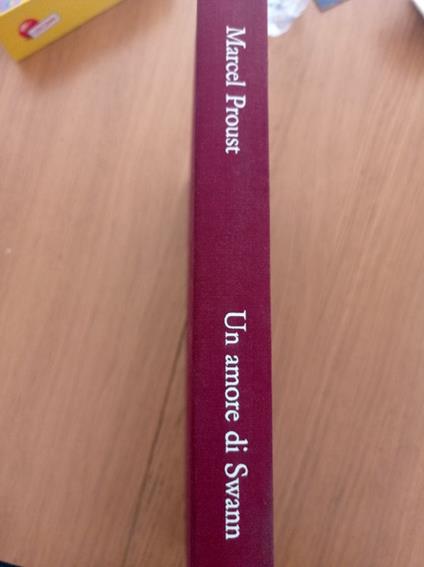 Marcel Proust
Un amore di Swann